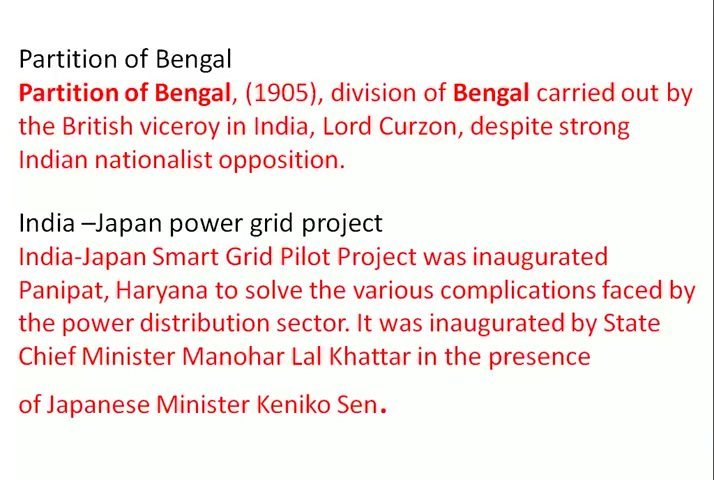 Partition of Bengal
Partition of Bengal, (1905), division of Bengal carried out by
the British viceroy in India, Lord Curzon, despite strong
Indian nationalist opposition.
India –Japan power grid project
India-Japan Smart Grid Pilot Project was inaugurated
Panipat, Haryana to solve the various complications faced by
the power distribution sector. It was inaugurated by State
Chief Minister Manohar Lal Khattar in the presence
of Japanese Minister Keniko Sen.